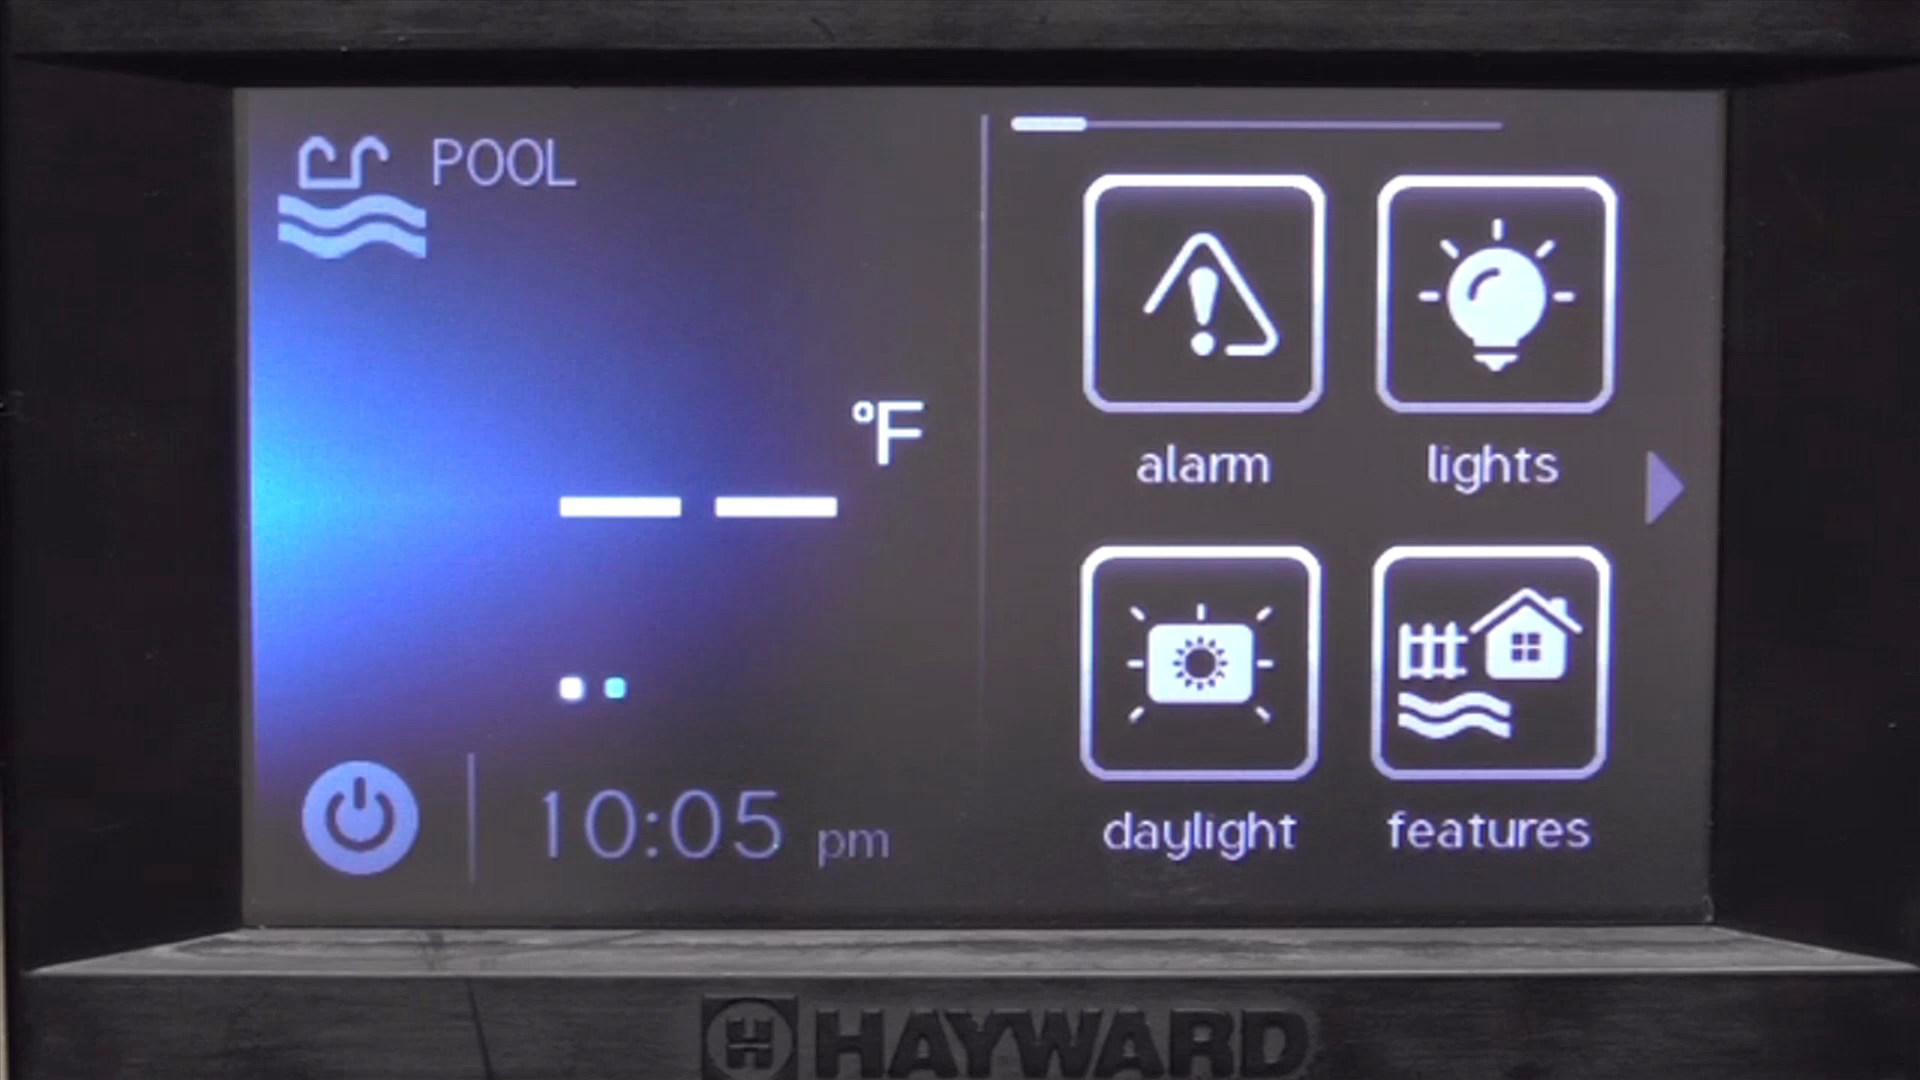 POOL
°F
-- 
10:05 pm
alarm
lights
daylight
features
H HAYWARD